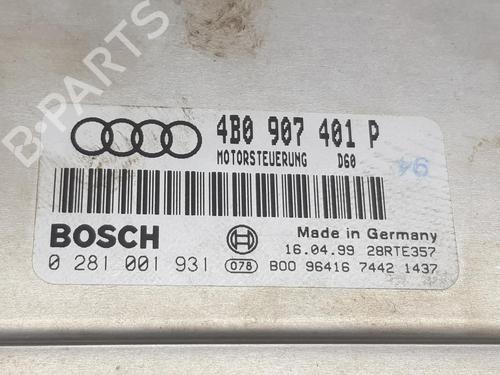 B-PARTS
4B0 907 401 P
MOTORSTEUERUNG D60
94
BOSCH
Made in Germany
16.04.99 28RTE357
0 281 001 931 078 B00 96416 7442 1437